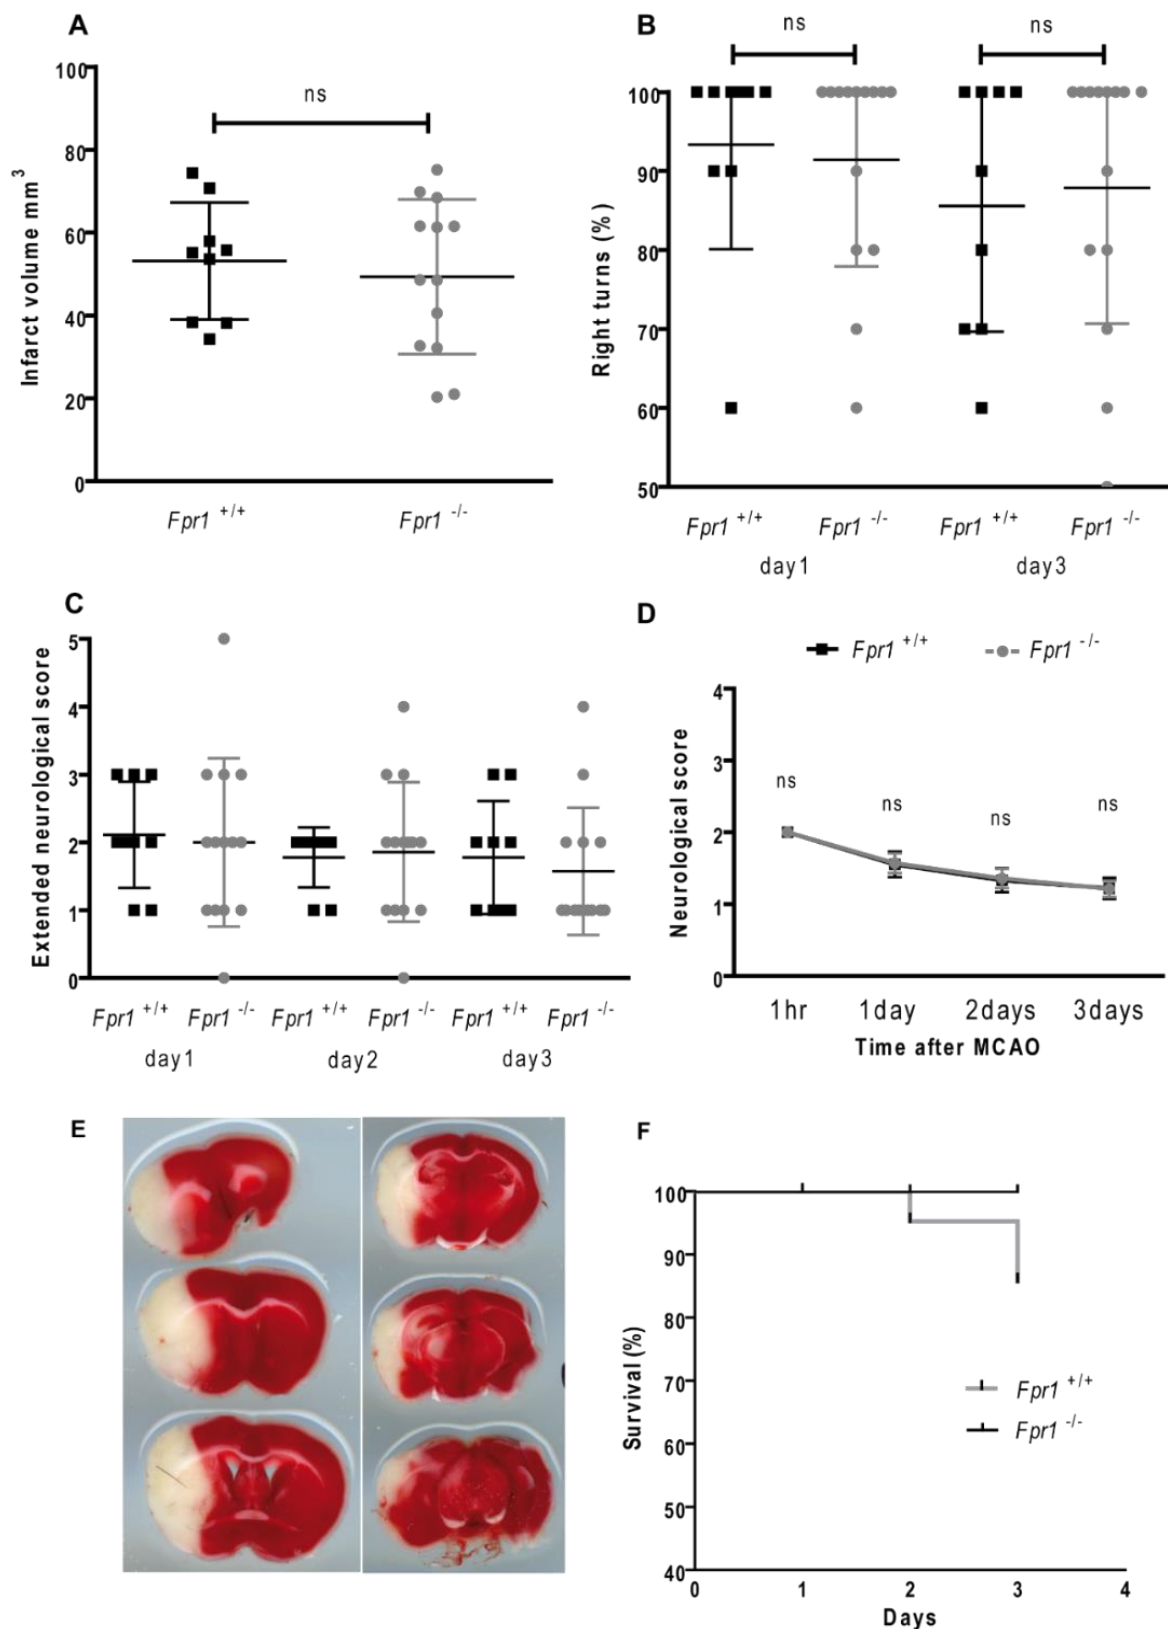 A
ns
100
80
60
40
20
0
Infarct volume mm³
Fpr1 +/+
Fpr1 -/-
B
ns
ns
100
90
80
70
60
50
Right turns (%)
Fpr1 +/+
Fpr1 -/-
Fpr1 +/+
Fpr1 -/-
day1
day3
C
5
4
3
2
1
0
Extended neurological score
Fpr1 +/+
Fpr1 -/-
Fpr1 +/+
Fpr1 -/-
Fpr1 +/+
Fpr1 -/-
day1
day2
day3
D
Fpr1 +/+
Fpr1 -/-
4
3
2
1
0
Neurological score
ns
ns
ns
ns
1hr
1day
2days
3days
Time after MCAO
E
F
100
90
80
70
60
50
40
Survival (%)
Fpr1 +/+
Fpr1 -/-
0
1
2
3
4
Days